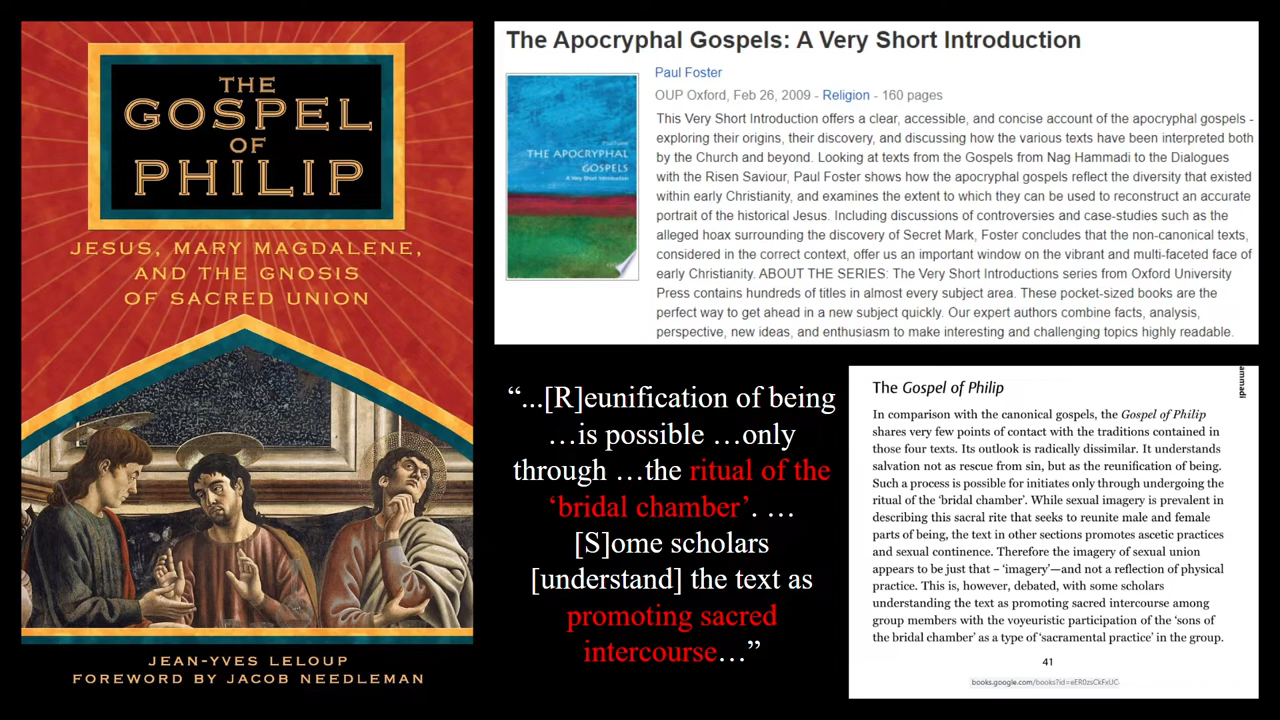 THE
GOSPEL
OF
PHILIP
JESUS, MARY MAGDALENE,
AND THE GNOSIS
OF SACRED UNION
JEAN-YVES LELOUP
FOREWORD BY JACOB NEEDLEMAN
The Apocryphal Gospels: A Very Short Introduction
THE APOCRYPHAL
GOSPELS
A Very Short Introduction
Paul Foster
OUP Oxford, Feb 26, 2009 - Religion - 160 pages
This Very Short Introduction offers a clear, accessible, and concise account of the apocryphal gospels -
exploring their origins, their discovery, and discussing how the various texts have been interpreted both
by the Church and beyond. Looking at texts from the Gospels from Nag Hammadi to the Dialogues
with the Risen Saviour, Paul Foster shows how the apocryphal gospels reflect the diversity that existed
within early Christianity, and examines the extent to which they can be used to reconstruct an accurate
portrait of the historical Jesus. Including discussions of controversies and case-studies such as the
alleged hoax surrounding the discovery of Secret Mark, Foster concludes that the non-canonical texts,
considered in the correct context, offer us an important window on the vibrant and multi-faceted face of
early Christianity. ABOUT THE SERIES: The Very Short Introductions series from Oxford University
Press contains hundreds of titles in almost every subject area. These pocket-sized books are the
perfect way to get ahead in a new subject quickly. Our expert authors combine facts, analysis,
perspective, new ideas, and enthusiasm to make interesting and challenging topics highly readable.
“...[R]eunification of being
…is possible …only
through …the ritual of the
‘bridal chamber’. …
[S]ome scholars
[understand] the text as
promoting sacred
intercourse…”
The Gospel of Philip
In comparison with the canonical gospels, the Gospel of Philip
shares very few points of contact with the traditions contained in
those four texts. Its outlook is radically dissimilar. It understands
salvation not as rescue from sin, but as the reunification of being.
Such a process is possible for initiates only through undergoing the
ritual of the ‘bridal chamber’. While sexual imagery is prevalent in
describing this sacral rite that seeks to reunite male and female
parts of being, the text in other sections promotes ascetic practices
and sexual continence. Therefore the imagery of sexual union
appears to be just that – ‘imagery’—and not a reflection of physical
practice. This is, however, debated, with some scholars
understanding the text as promoting sacred intercourse among
group members with the voyeuristic participation of the ‘sons of
the bridal chamber’ as a type of ‘sacramental practice’ in the group.
41